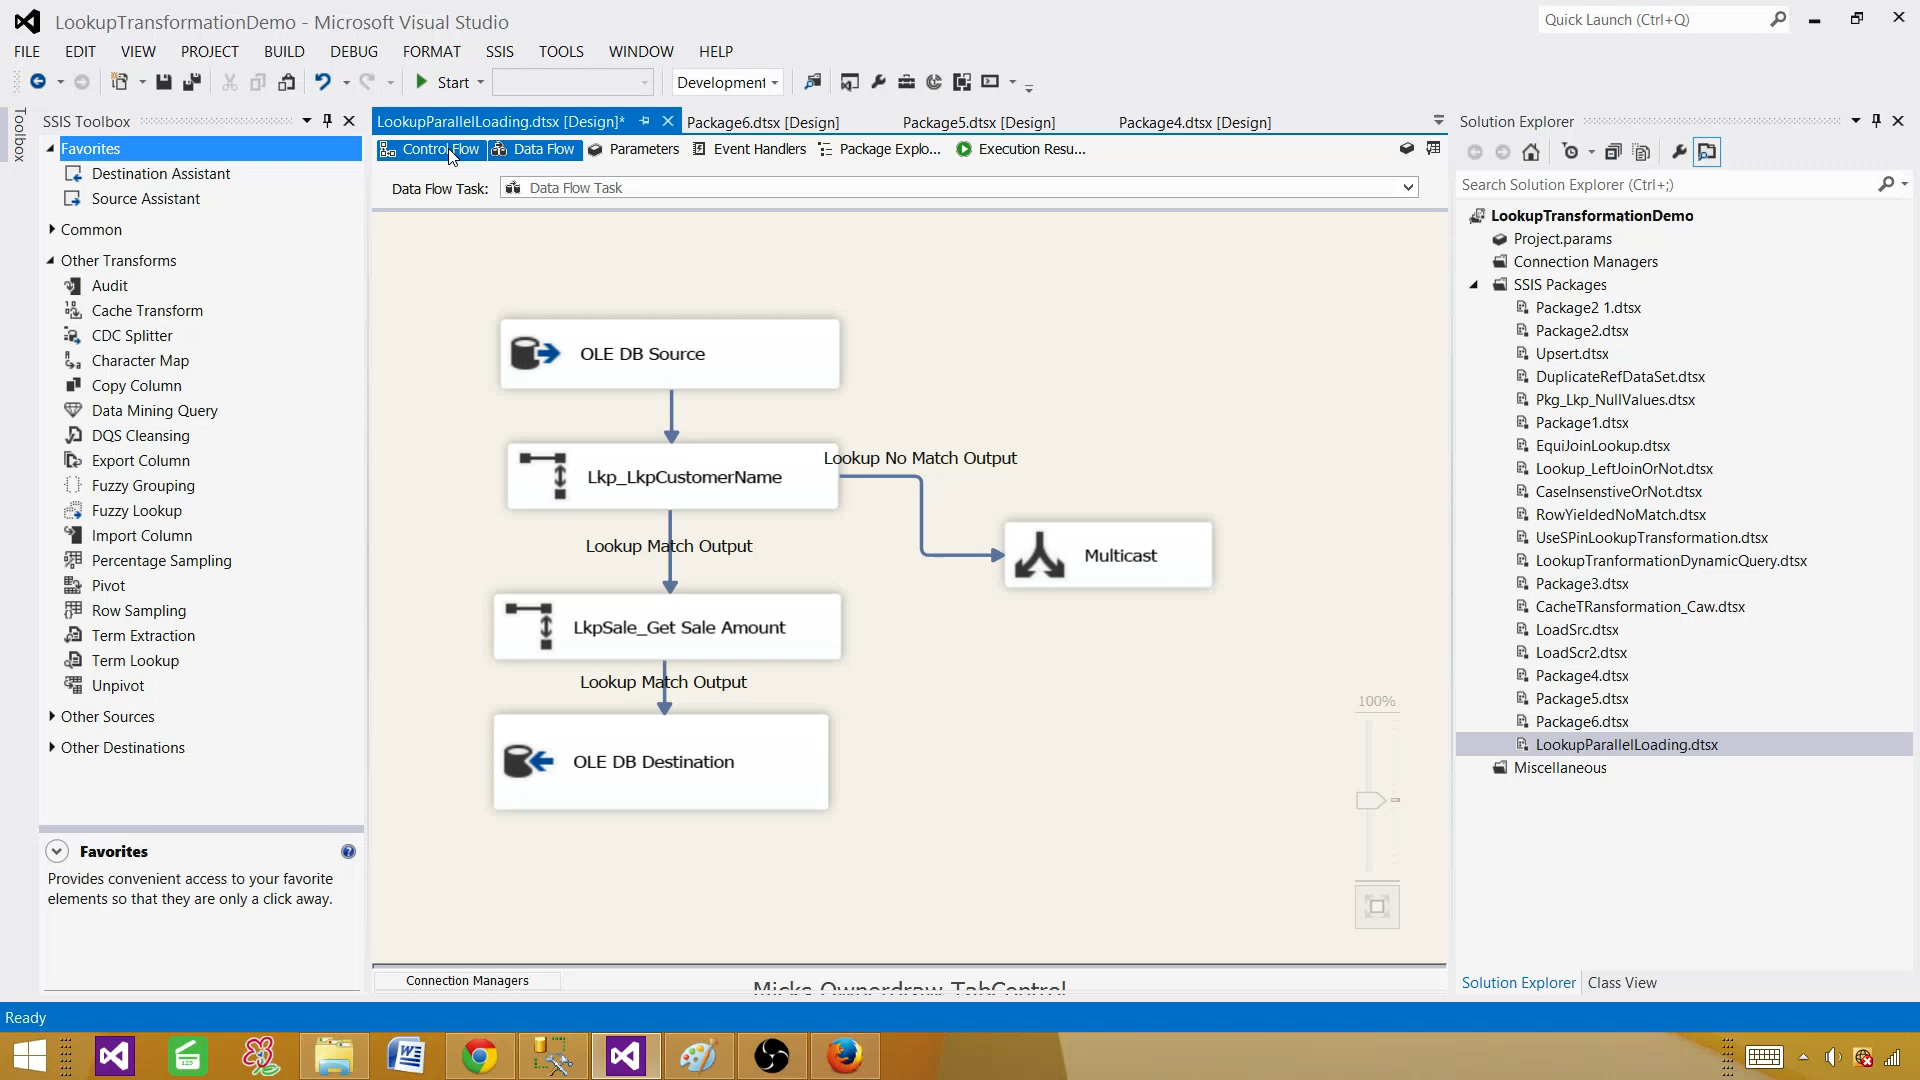 LookupTransformationDemo - Microsoft Visual Studio
Quick Launch (Ctrl+Q)
FILE EDIT VIEW PROJECT BUILD DEBUG FORMAT SSIS TOOLS WINDOW HELP
Start
Development
Toolbox
SSIS Toolbox
Favorites
Destination Assistant
Source Assistant
Common
Other Transforms
Audit
Cache Transform
CDC Splitter
Character Map
Copy Column
Data Mining Query
DQS Cleansing
Export Column
Fuzzy Grouping
Fuzzy Lookup
Import Column
Percentage Sampling
Pivot
Row Sampling
Term Extraction
Term Lookup
Unpivot
Other Sources
Other Destinations
Favorites
Provides convenient access to your favorite
elements so that they are only a click away.
LookupParallelLoading.dtsx [Design]* Package6.dtsx [Design] Package5.dtsx [Design] Package4.dtsx [Design]
Control Flow Data Flow Parameters Event Handlers Package Explo... Execution Resu...
Data Flow Task: Data Flow Task
OLE DB Source
Lkp_LkpCustomerName
Lookup No Match Output
Lookup Match Output
Multicast
LkpSale_Get Sale Amount
Lookup Match Output
OLE DB Destination
100%
Connection Managers
Micks Ownerdraw TabControl
Solution Explorer
Search Solution Explorer (Ctrl+;)
LookupTransformationDemo
Project.params
Connection Managers
SSIS Packages
Package2 1.dtsx
Package2.dtsx
Upsert.dtsx
DuplicateRefDataSet.dtsx
Pkg_Lkp_NullValues.dtsx
Package1.dtsx
EquiJoinLookup.dtsx
Lookup_LeftJoinOrNot.dtsx
CaseInsenstiveOrNot.dtsx
RowYieldedNoMatch.dtsx
UseSPinLookupTransformation.dtsx
LookupTranformationDynamicQuery.dtsx
Package3.dtsx
CacheTRansformation_Caw.dtsx
LoadSrc.dtsx
LoadScr2.dtsx
Package4.dtsx
Package5.dtsx
Package6.dtsx
LookupParallelLoading.dtsx
Miscellaneous
Solution Explorer Class View
Ready